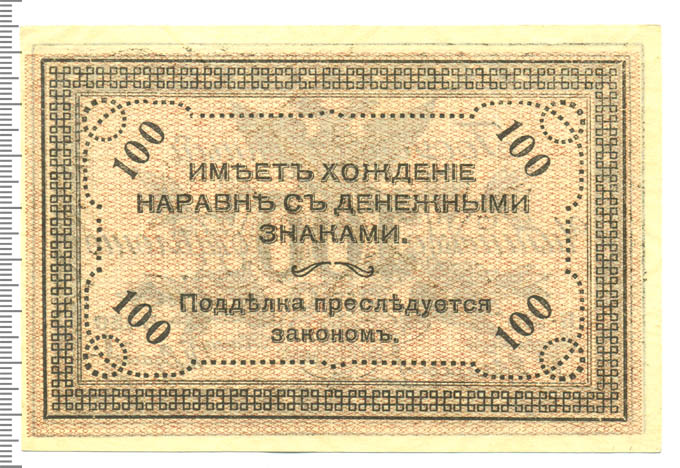 100 100
ИМѢЕТЪ ХОЖДЕНІЕ
НАРАВНѢ СЪ ДЕНЕЖНЫМИ
ЗНАКАМИ.
Поддѣлка преслѣдуется
закономъ.
100 100